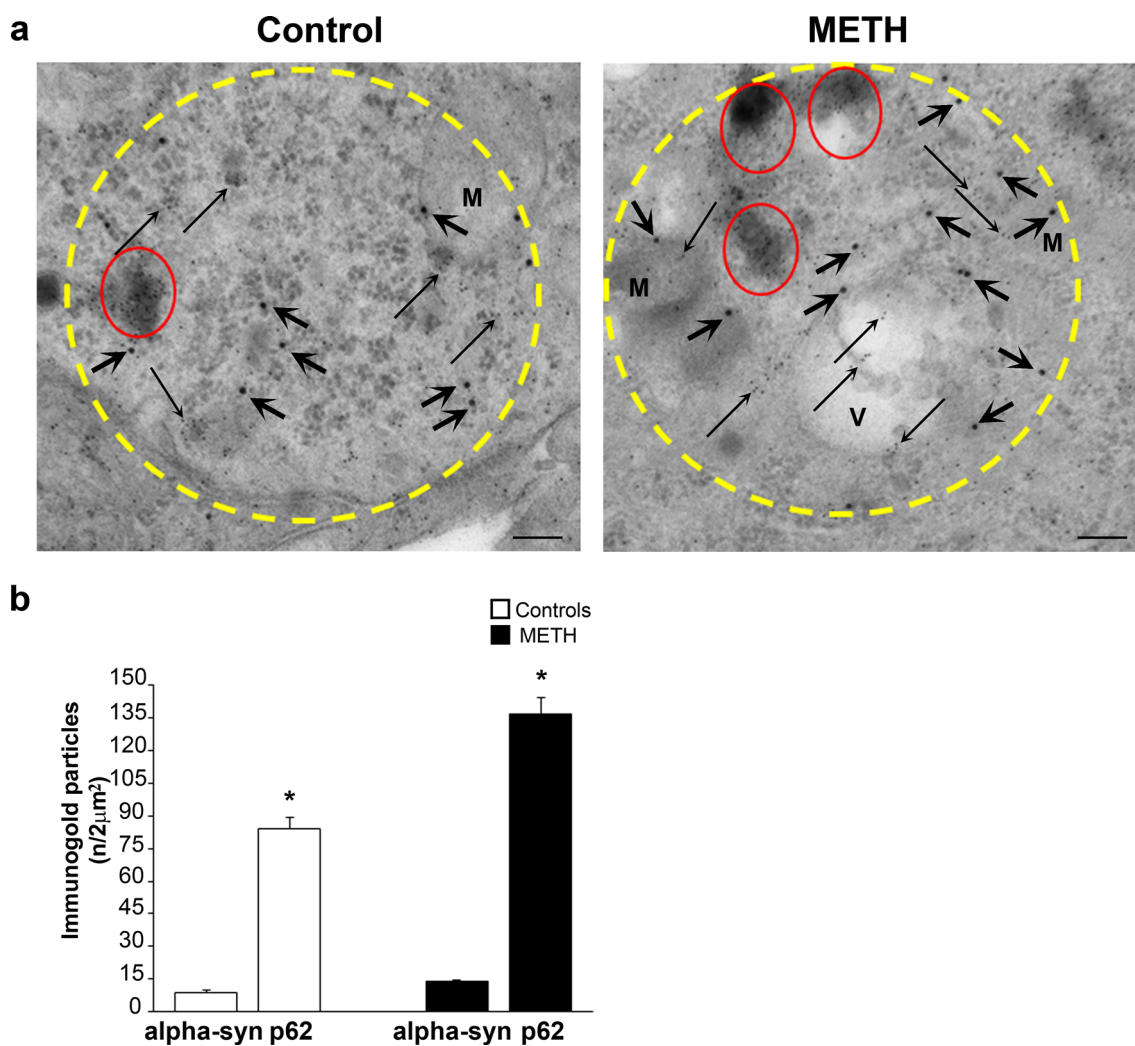 a
Control
METH
M
M
M
V
b
Controls
METH
Immunogold particles
(n/2µm²)
150
135
120
105
90
75
60
45
30
15
0
*
*
alpha-syn p62
alpha-syn p62